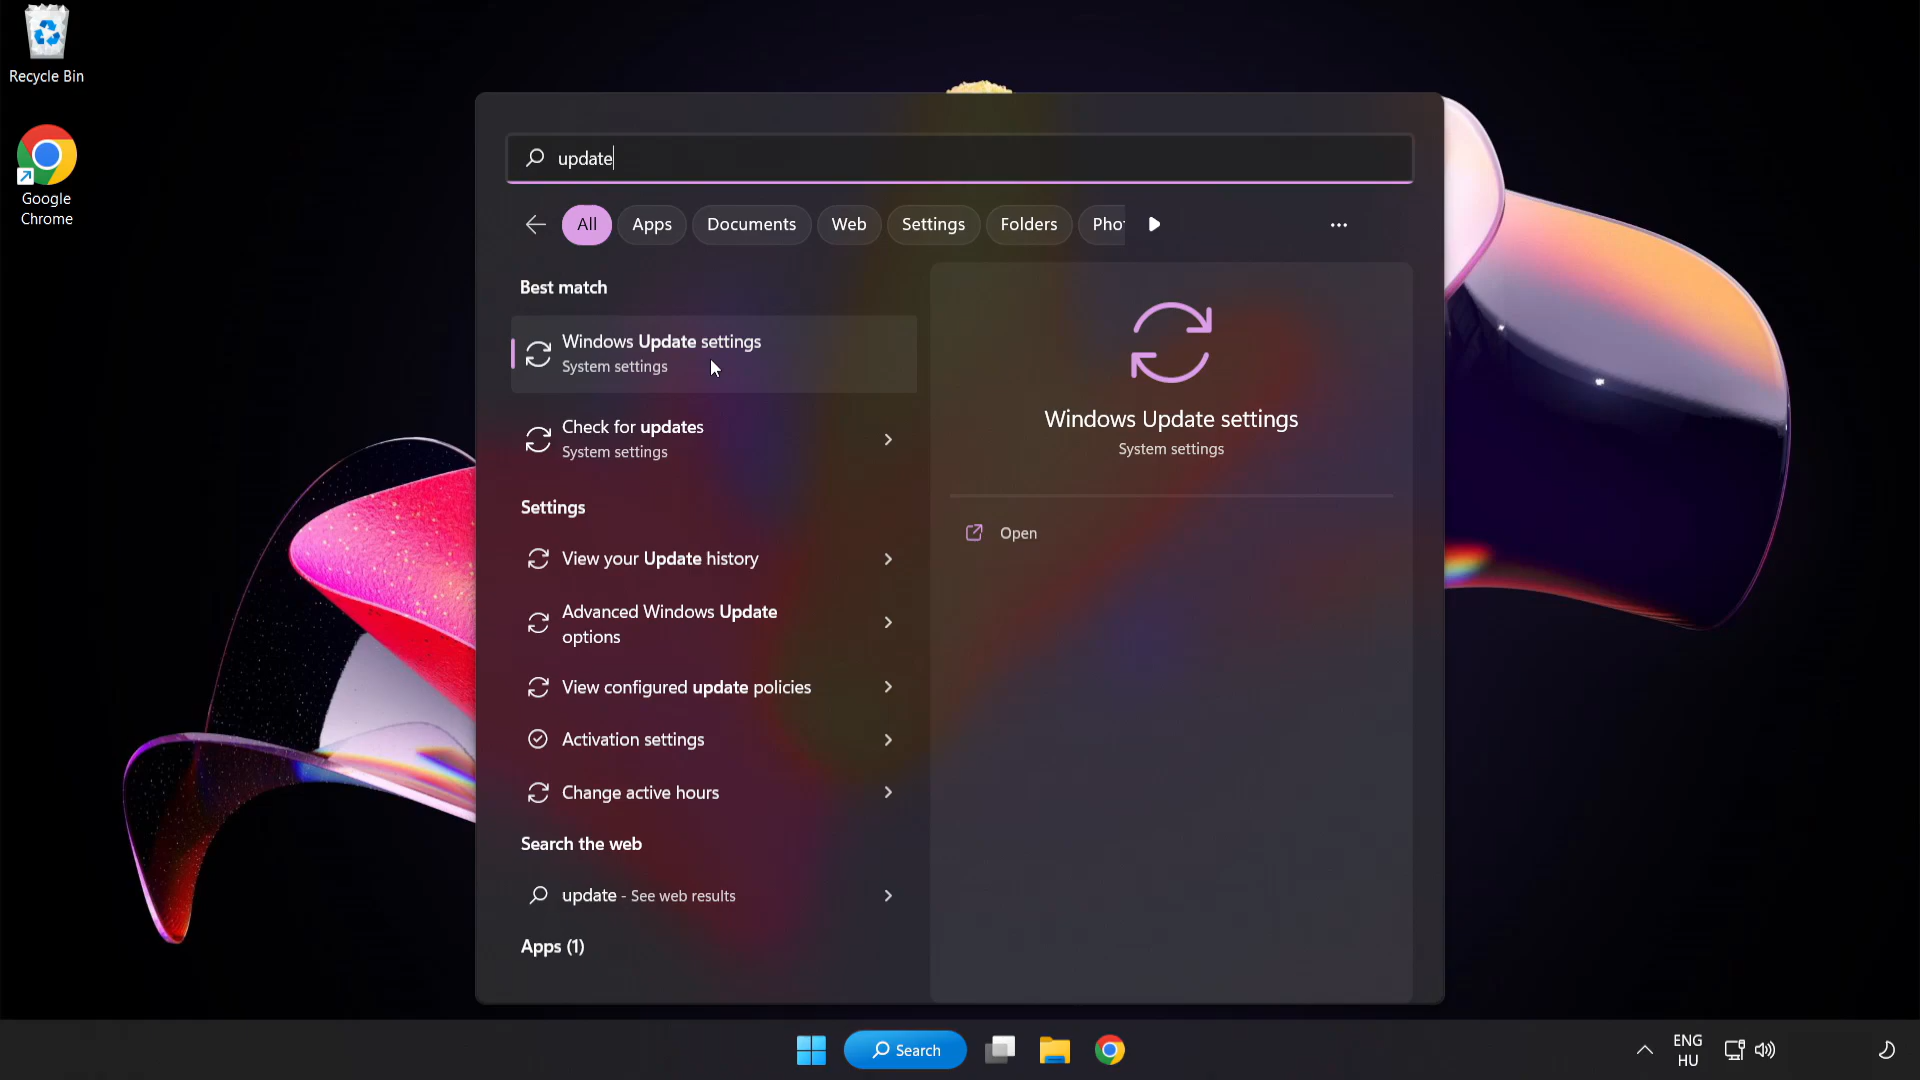 Recycle Bin
Google
Chrome
update
All
Apps
Documents
Web
Settings
Folders
Pho
Best match
Windows Update settings
System settings
Check for updates
System settings
Settings
View your Update history
Advanced Windows Update
options
View configured update policies
Activation settings
Change active hours
Search the web
update - See web results
Apps (1)
Windows Update settings
System settings
Open
Search
ENG
HU